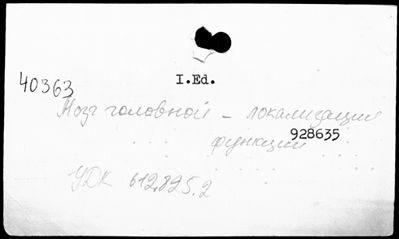 I.Ed.
40363
Мозг головной – локализация
функции
928635
УДК 612.825.2